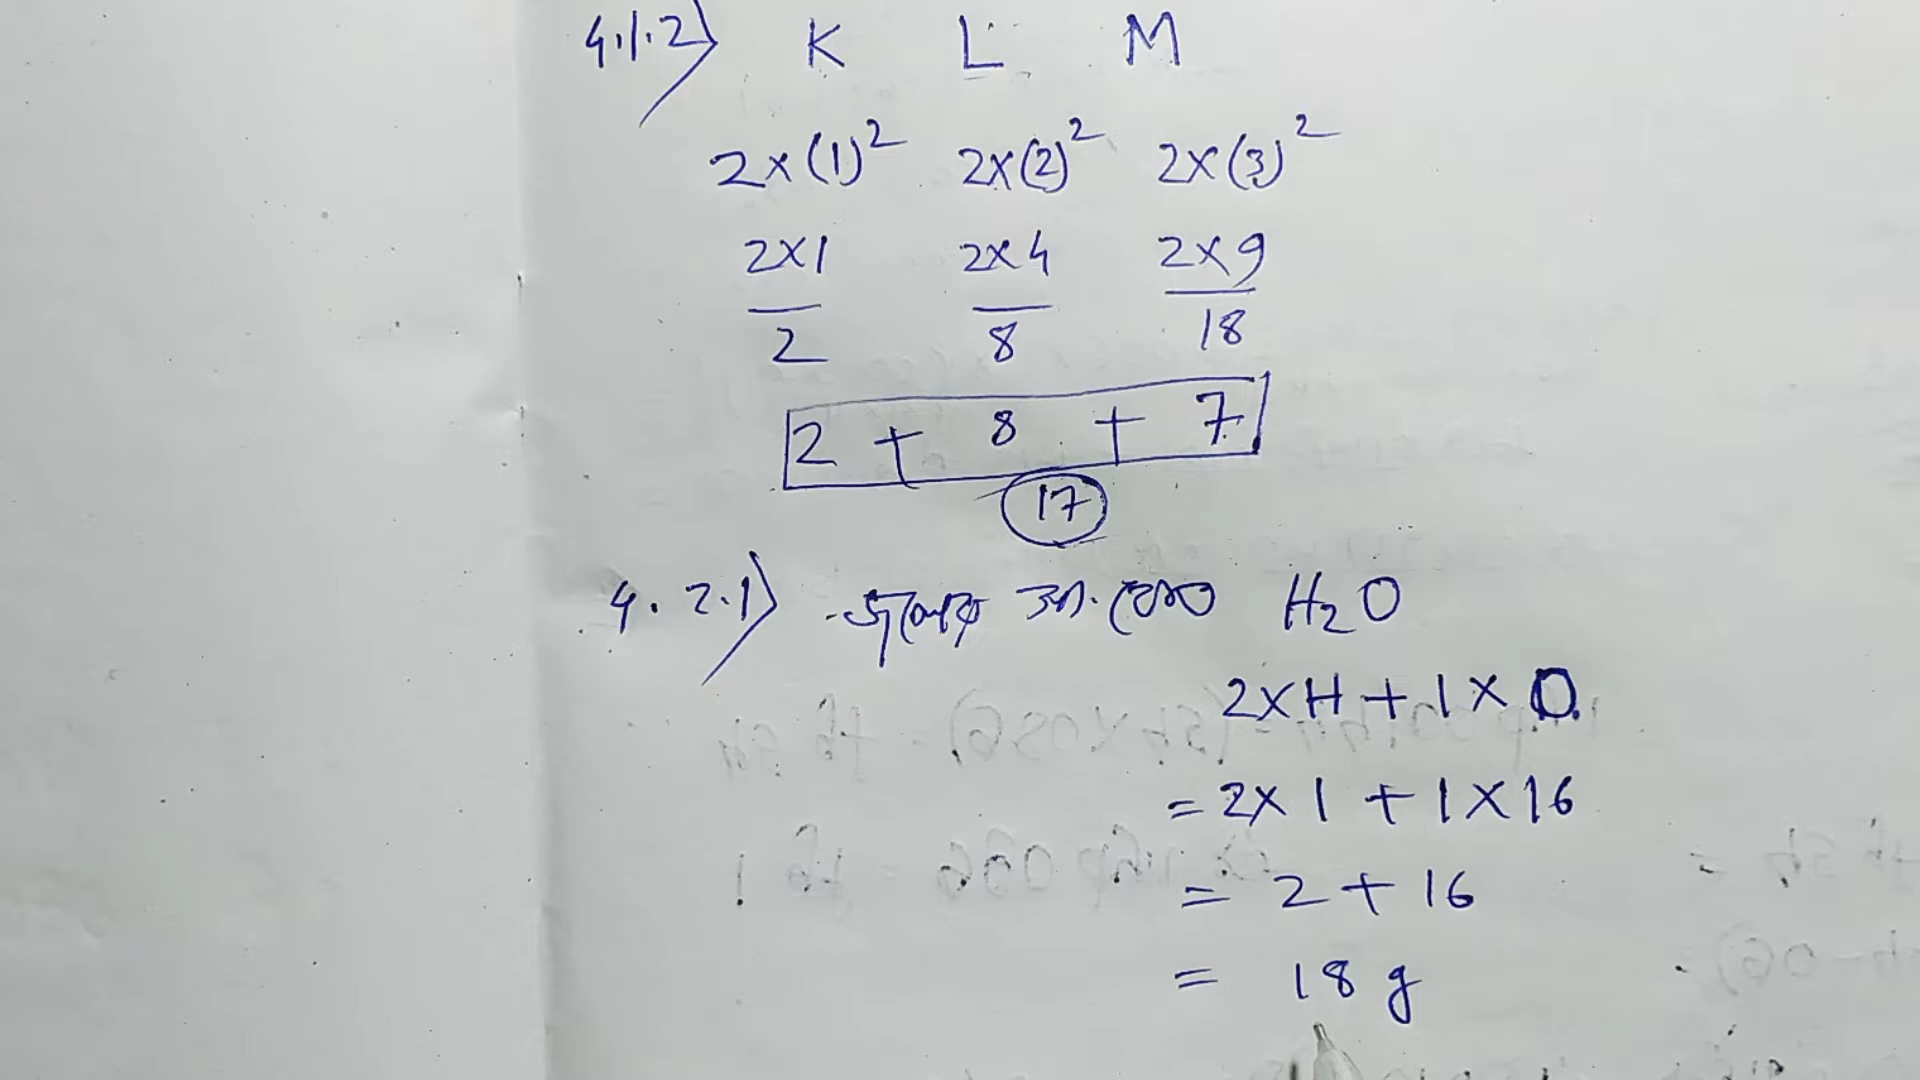 4.1.2) K L M
2×(1)² 2×(2)² 2×(3)²
2×1 2×4 2×9
2 8 18
2 + 8 + 7
17
4.2.1) H₂O
2×H + 1×O
= 2×1 + 1×16
= 2 + 16
= 18 g